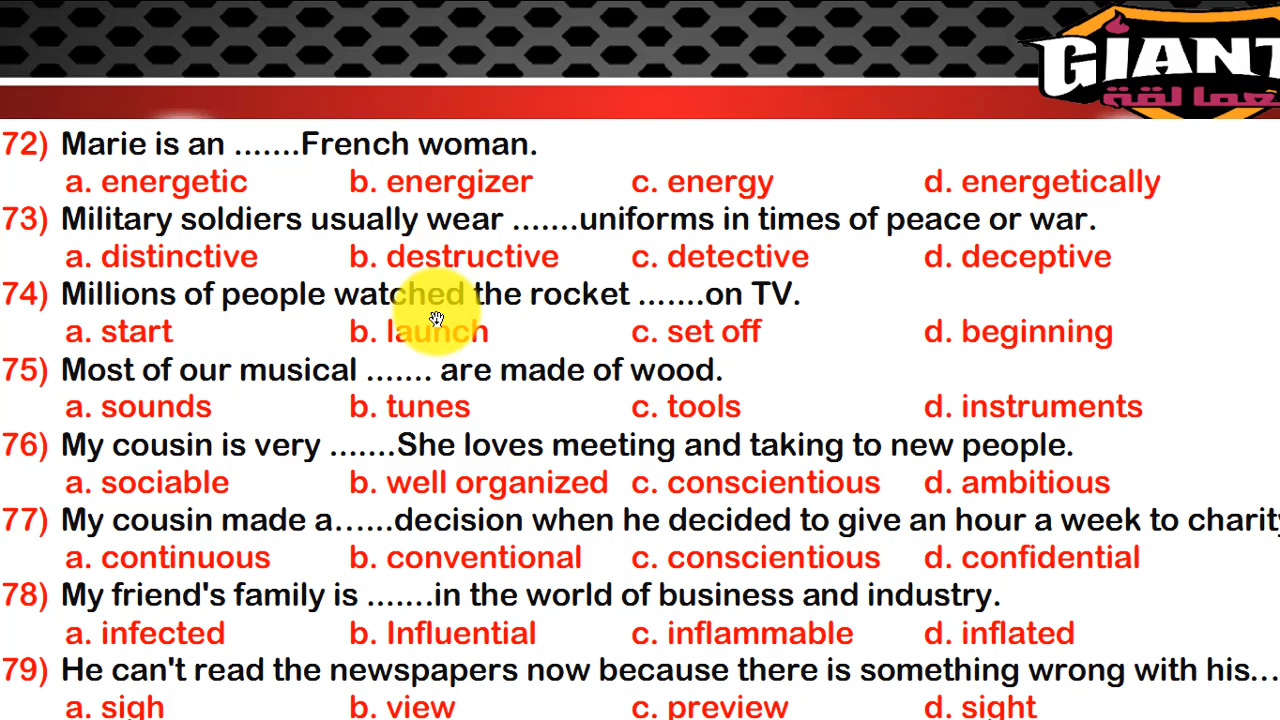 GIANT
عما لقة
72) Marie is an .......French woman.
a. energetic b. energizer c. energy d. energetically
73) Military soldiers usually wear .......uniforms in times of peace or war.
a. distinctive b. destructive c. detective d. deceptive
74) Millions of people watched the rocket .......on TV.
a. start b. launch c. set off d. beginning
75) Most of our musical ....... are made of wood.
a. sounds b. tunes c. tools d. instruments
76) My cousin is very .......She loves meeting and taking to new people.
a. sociable b. well organized c. conscientious d. ambitious
77) My cousin made a......decision when he decided to give an hour a week to charity
a. continuous b. conventional c. conscientious d. confidential
78) My friend's family is .......in the world of business and industry.
a. infected b. Influential c. inflammable d. inflated
79) He can't read the newspapers now because there is something wrong with his...
a. sigh b. view c. preview d. sight